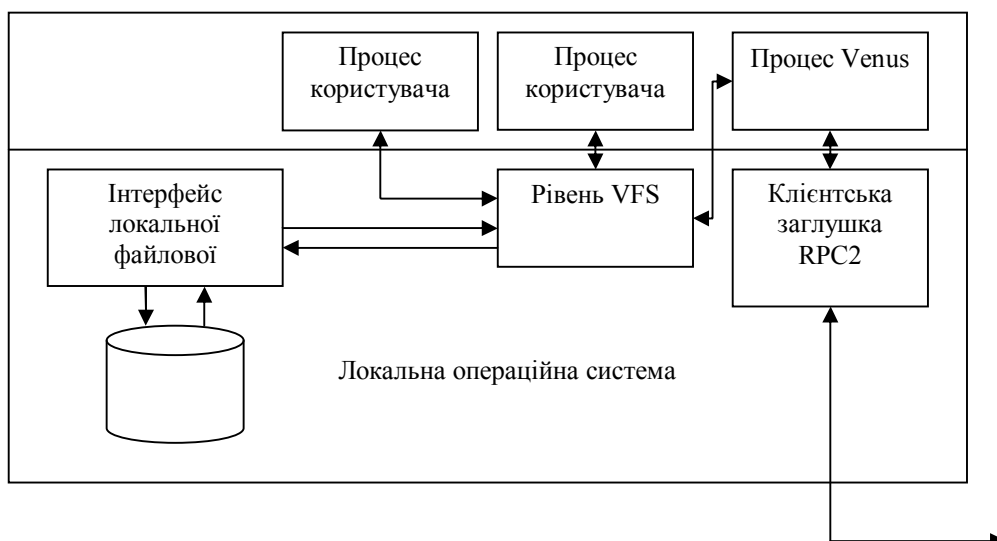 Процес
користувача
Процес
користувача
Процес Venus
Інтерфейс
локальної
файлової
Рівень VFS
Клієнтська
заглушка
RPC2
Локальна операційна система